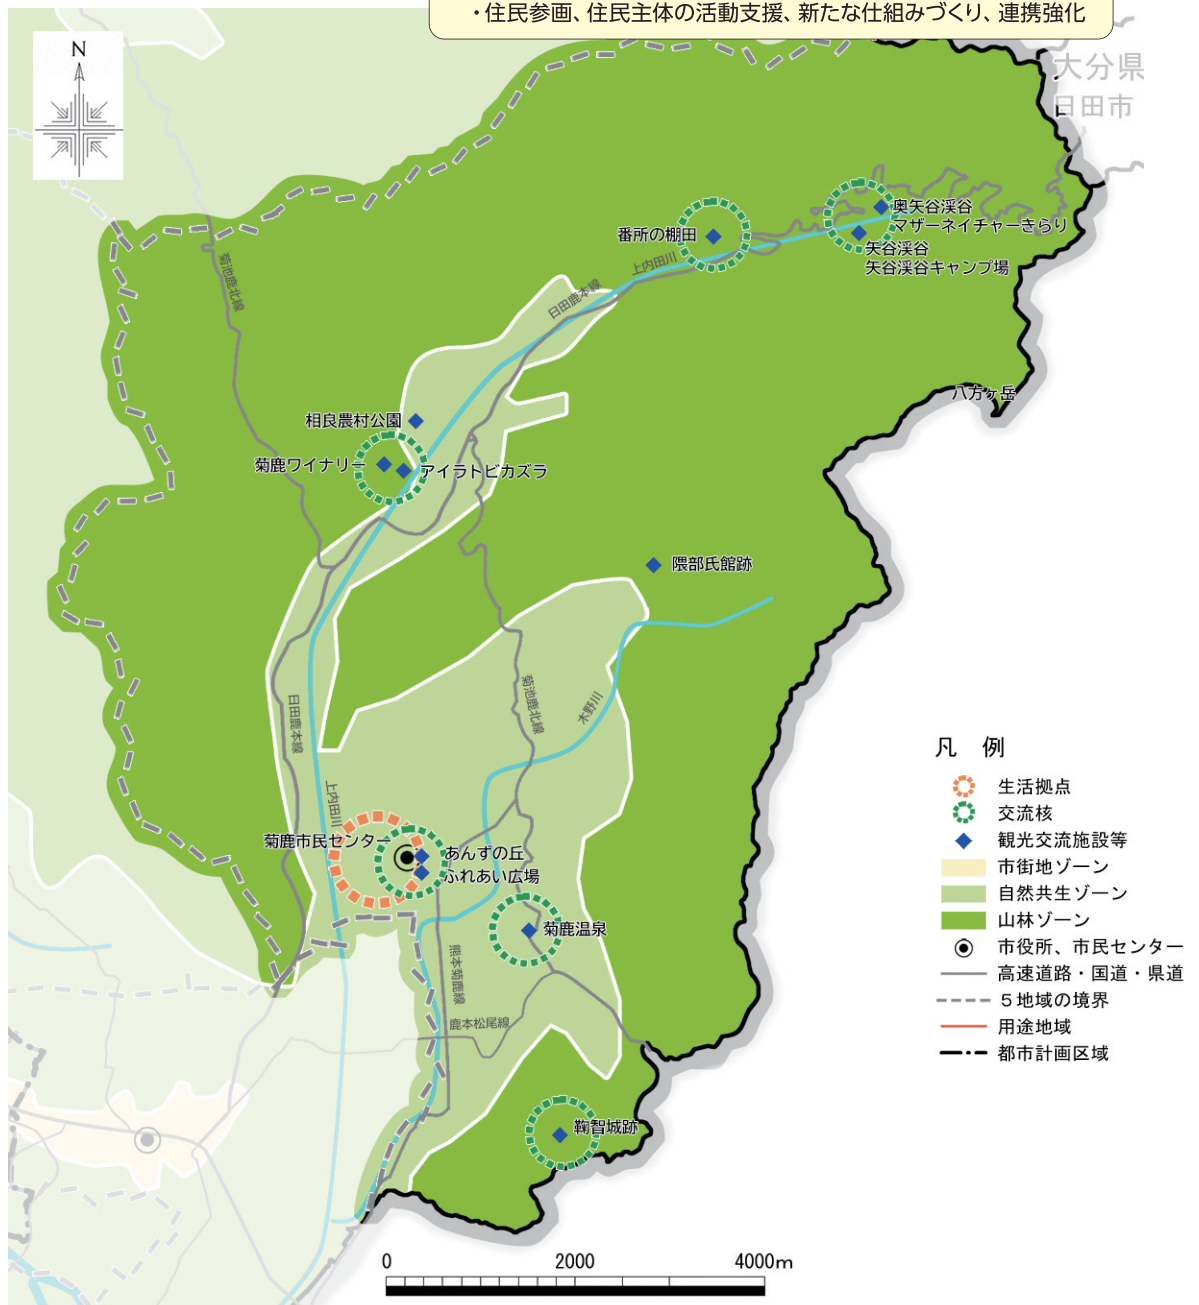 ・住民参画、住民主体の活動支援、新たな仕組みづくり、連携強化
N
大分県
日田市
奥矢谷渓谷
マザーネイチャーきらり
番所の棚田
矢谷渓谷
矢谷渓谷キャンプ場
上内田川
菊池鹿北線
日田鹿本線
八方ヶ岳
相良農村公園
菊鹿ワイナリー
アイラトビカズラ
隈部氏館跡
菊池鹿北線
木野川
日田鹿本線
上内田川
菊鹿市民センター
あんずの丘
ふれあい広場
菊鹿温泉
熊本菊鹿線
鹿本松尾線
鞠智城跡
凡 例
生活拠点
交流核
観光交流施設等
市街地ゾーン
自然共生ゾーン
山林ゾーン
市役所、市民センター
高速道路・国道・県道
５地域の境界
用途地域
都市計画区域
0 2000 4000m